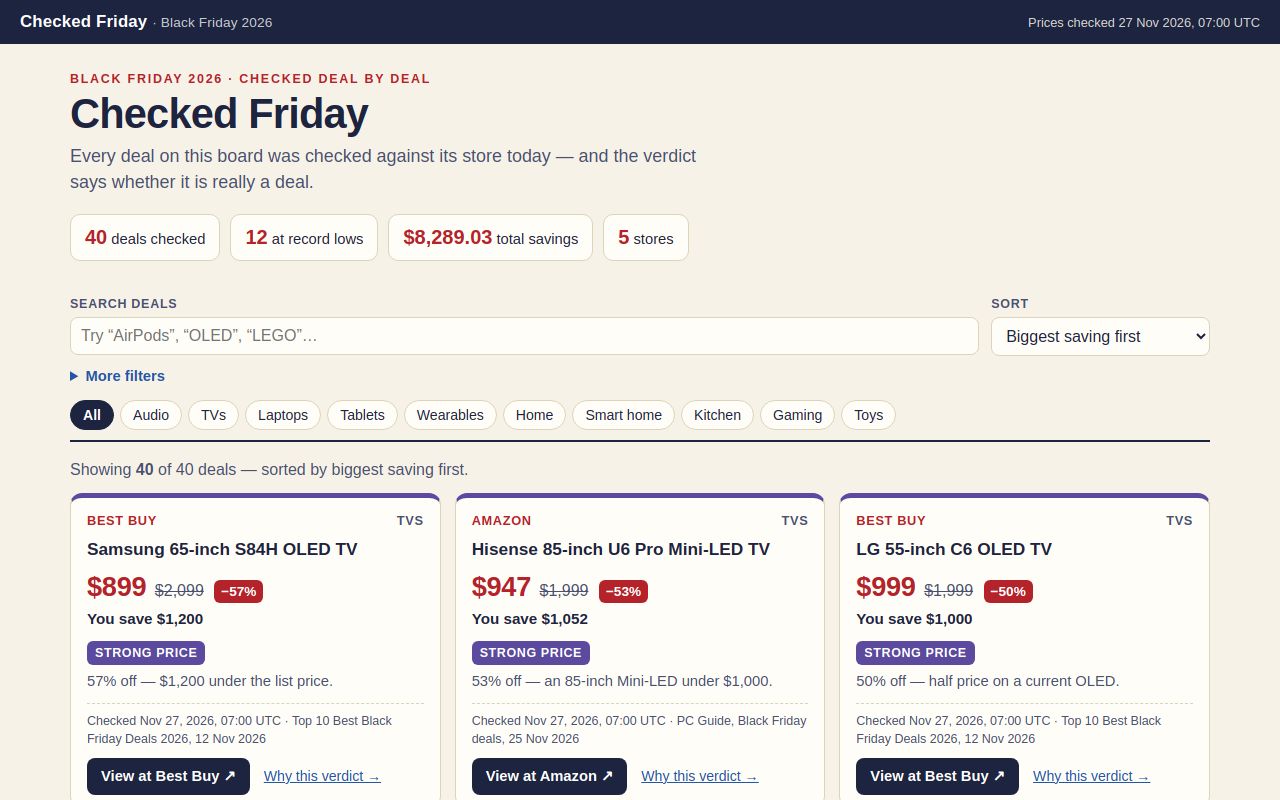 Checked Friday · Black Friday 2026
Prices checked 27 Nov 2026, 07:00 UTC
BLACK FRIDAY 2026 · CHECKED DEAL BY DEAL
Checked Friday
Every deal on this board was checked against its store today — and the verdict
says whether it is really a deal.
40 deals checked
12 at record lows
$8,289.03 total savings
5 stores
SEARCH DEALS
SORT
Try “AirPods”, “OLED”, “LEGO”…
Biggest saving first
▶ More filters
All
Audio
TVs
Laptops
Tablets
Wearables
Home
Smart home
Kitchen
Gaming
Toys
Showing 40 of 40 deals — sorted by biggest saving first.
BEST BUY
TVS
Samsung 65-inch S84H OLED TV
$899 $2,099 −57%
You save $1,200
STRONG PRICE
57% off — $1,200 under the list price.
Checked Nov 27, 2026, 07:00 UTC · Top 10 Best Black
Friday Deals 2026, 12 Nov 2026
View at Best Buy ↗
Why this verdict →
AMAZON
TVS
Hisense 85-inch U6 Pro Mini-LED TV
$947 $1,999 −53%
You save $1,052
STRONG PRICE
53% off — an 85-inch Mini-LED under $1,000.
Checked Nov 27, 2026, 07:00 UTC · PC Guide, Black Friday
deals, 25 Nov 2026
View at Amazon ↗
Why this verdict →
BEST BUY
TVS
LG 55-inch C6 OLED TV
$999 $1,999 −50%
You save $1,000
STRONG PRICE
50% off — half price on a current OLED.
Checked Nov 27, 2026, 07:00 UTC · Top 10 Best Black
Friday Deals 2026, 12 Nov 2026
View at Best Buy ↗
Why this verdict →